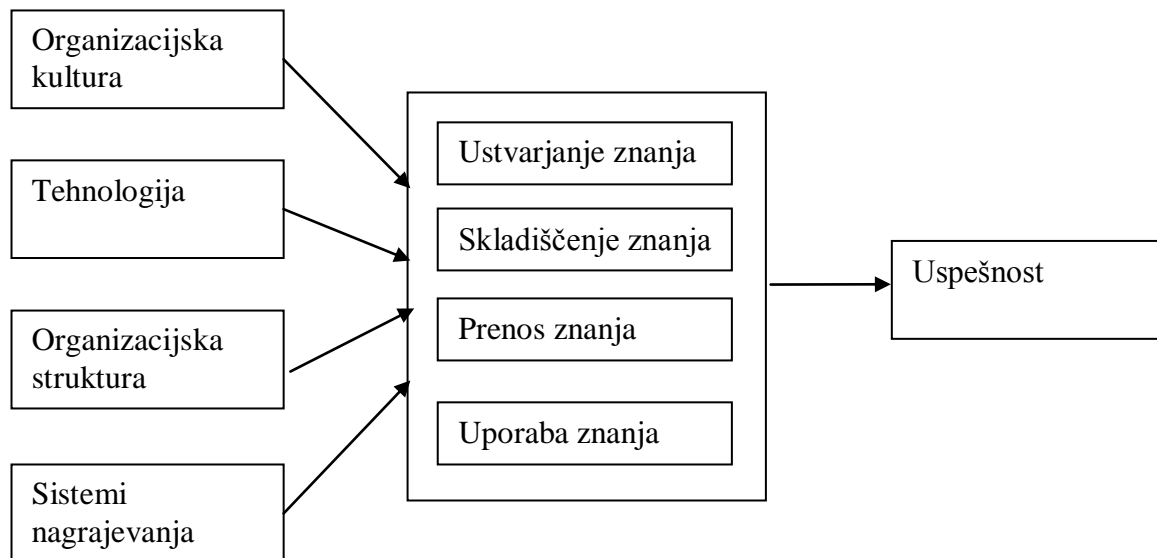 Organizacijska
kultura
Tehnologija
Organizacijska
struktura
Sistemi
nagrajevanja
Ustvarjanje znanja
Skladiščenje znanja
Prenos znanja
Uporaba znanja
Uspešnost